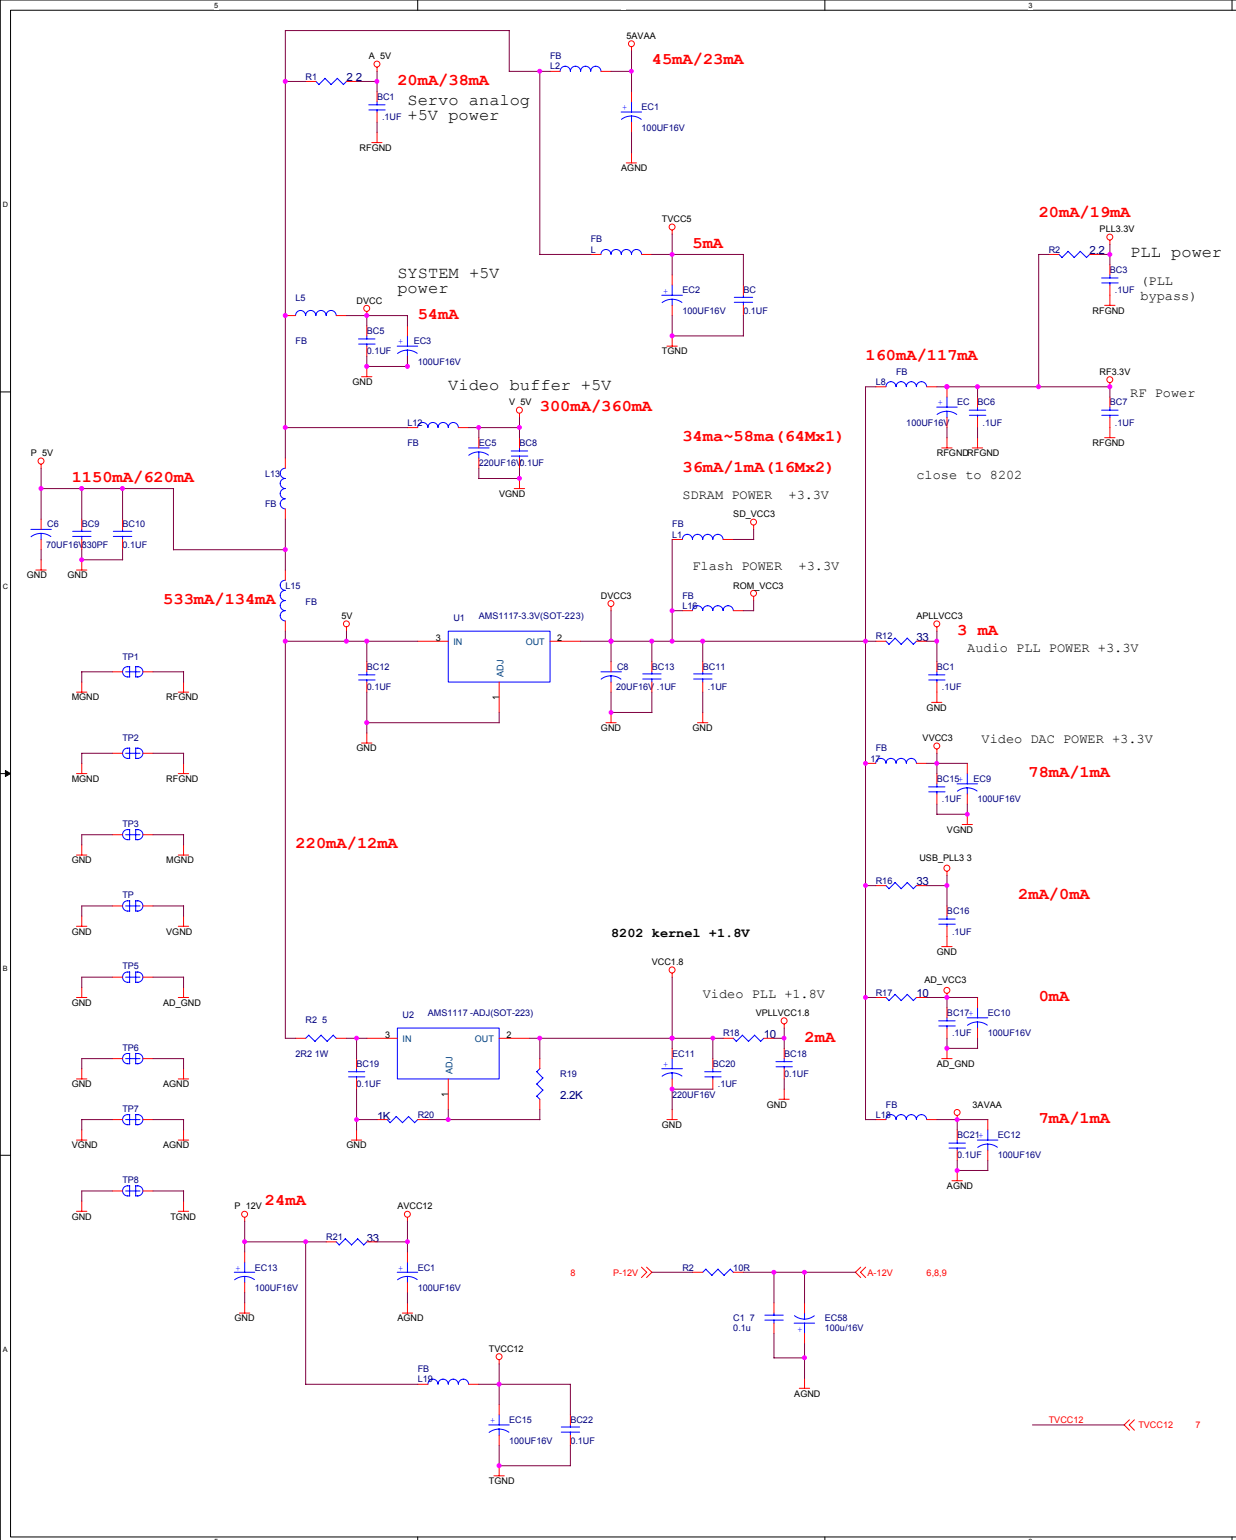 5
3
D
C
B
A
5AVAA
FB
L2
45mA/23mA
EC1
100UF16V
AGND
A_5V
R1
2.2
20mA/38mA
BC1
.1UF
Servo analog
+5V power
RFGND
TVCC5
FB
L
5mA
EC2
100UF16V
BC
0.1UF
TGND
20mA/19mA
PLL3.3V
R2
2.2
PLL power
BC3
.1UF
(PLL
bypass)
RFGND
SYSTEM +5V
power
L5
DVCC
54mA
FB
BC5
0.1UF
EC3
100UF16V
GND
160mA/117mA
FB
L8
RF3.3V
RF Power
EC
100UF16V
BC6
.1UF
BC7
.1UF
RFGND
RFGND
RFGND
close to 8202
Video buffer +5V
V_5V
300mA/360mA
L12
FB
EC5
220UF16V
BC8
0.1UF
VGND
34ma~58ma(64Mx1)
36mA/1mA(16Mx2)
SDRAM POWER +3.3V
SD_VCC3
FB
L1
Flash POWER +3.3V
ROM_VCC3
FB
L16
P_5V
1150mA/620mA
L13
FB
C6
70UF16V
BC9
330PF
BC10
0.1UF
GND
GND
533mA/134mA
L15
FB
5V
U1
AMS1117-3.3V(SOT-223)
3
IN
OUT
2
ADJ
1
BC12
0.1UF
GND
DVCC3
C8
20UF16V
BC13
.1UF
BC11
.1UF
GND
GND
APLLVCC3
R12
33
3 mA
Audio PLL POWER +3.3V
BC1
.1UF
GND
VVCC3
Video DAC POWER +3.3V
FB
17
78mA/1mA
BC15
.1UF
EC9
100UF16V
VGND
TP1
MGND
RFGND
TP2
MGND
RFGND
TP3
GND
MGND
TP
GND
VGND
TP5
GND
AD_GND
TP6
GND
AGND
TP7
VGND
AGND
TP8
GND
TGND
220mA/12mA
USB_PLL3 3
R16
33
2mA/0mA
BC16
.1UF
GND
8202 kernel +1.8V
VCC1.8
Video PLL +1.8V
VPLLVCC1.8
AD_VCC3
R17
10
0mA
BC17
.1UF
EC10
100UF16V
AD_GND
R2 5
2R2 1W
U2
AMS1117 -ADJ(SOT-223)
3
IN
OUT
2
ADJ
1
BC19
0.1UF
R19
2.2K
1K
R20
GND
R18
10
2mA
EC11
220UF16V
BC20
.1UF
BC18
0.1UF
GND
GND
3AVAA
FB
L18
7mA/1mA
BC21
0.1UF
EC12
100UF16V
AGND
P_12V
24mA
AVCC12
R21
33
EC13
100UF16V
EC1
100UF16V
GND
AGND
8
P-12V
R2
10R
A-12V
6,8,9
C1 7
0.1u
EC58
100u/16V
AGND
TVCC12
FB
L19
EC15
100UF16V
BC22
0.1UF
TGND
TVCC12
TVCC12
7